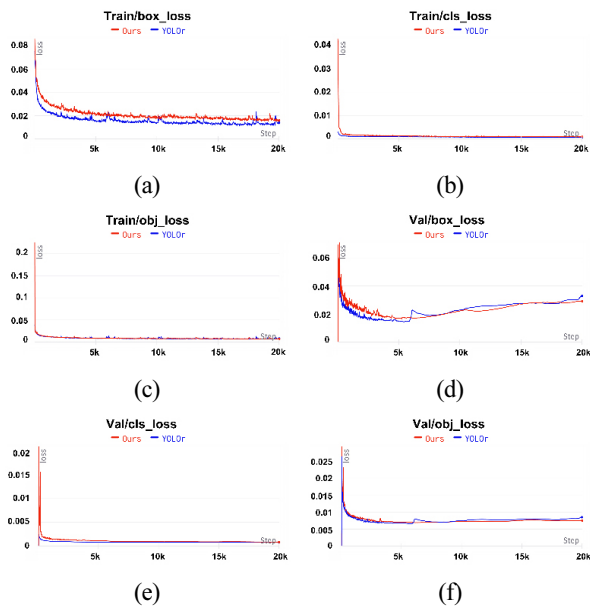 Train/box_loss
Ours YOLOr
0.08
0.06
0.04
0.02
0
loss
Step
5k 10k 15k 20k
(a)
Train/cls_loss
Ours YOLOr
0.04
0.03
0.02
0.01
0
loss
Step
5k 10k 15k 20k
(b)
Train/obj_loss
Ours YOLOr
0.2
0.15
0.1
0.05
0
loss
Step
5k 10k 15k 20k
(c)
Val/box_loss
Ours YOLOr
0.06
0.04
0.02
0
loss
Step
5k 10k 15k 20k
(d)
Val/cls_loss
Ours YOLOr
0.02
0.015
0.01
0.005
0
loss
Step
5k 10k 15k 20k
(e)
Val/obj_loss
Ours YOLOr
0.025
0.02
0.015
0.01
0.005
0
loss
Step
5k 10k 15k 20k
(f)